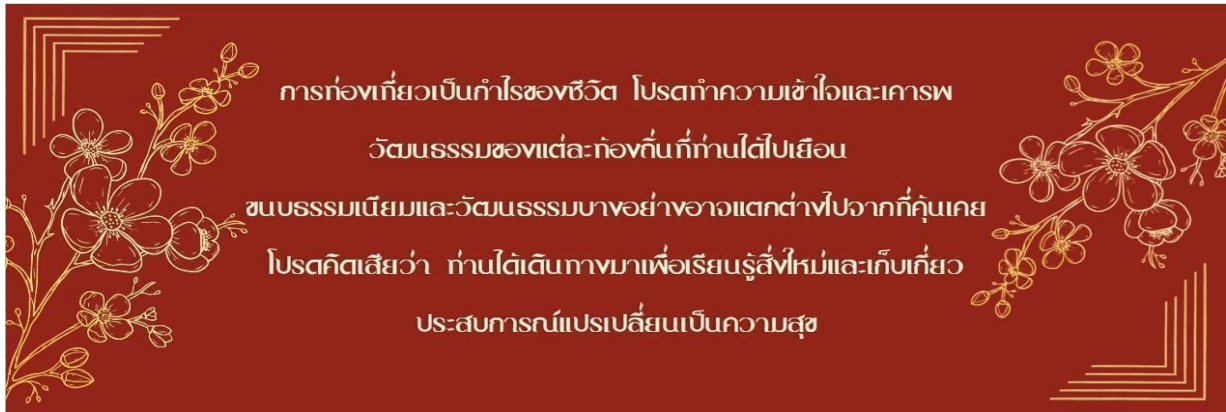 การท่องเที่ยวเป็นกำไรของชีวิต โปรดทำความเข้าใจและเคารพ
วัฒนธรรมของแต่ละท้องถิ่นที่ท่านได้ไปเยือน
ขนบธรรมเนียมและวัฒนธรรมบางอย่างอาจแตกต่างไปจากที่คุ้นเคย
โปรดคิดเสียว่า ท่านได้เดินทางมาเพื่อเรียนรู้สิ่งใหม่และเก็บเกี่ยว
ประสบการณ์แปรเปลี่ยนเป็นความสุข